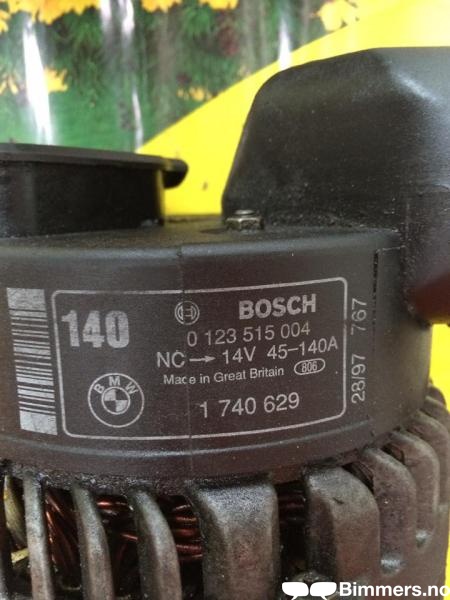 140
BOSCH
0 123 515 004
NC→ 14V 45-140A
Made in Great Britain 806
BMW
1 740 629
28/97 767
Bimmers.no